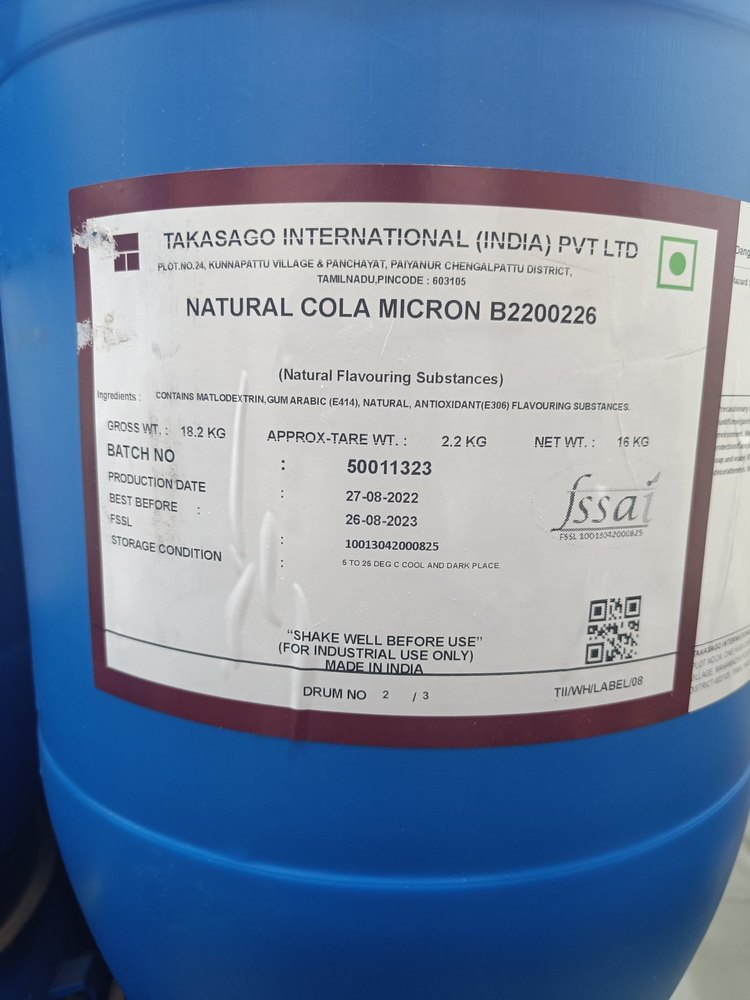 TAKASAGO INTERNATIONAL (INDIA) PVT LTD
PLOT.NO.24, KUNNAPATTU VILLAGE & PANCHAYAT, PAIYANUR CHENGALPATTU DISTRICT,
TAMILNADU,PINCODE : 603105
NATURAL COLA MICRON B2200226
(Natural Flavouring Substances)
Ingredients : CONTAINS MATLODEXTRIN,GUM ARABIC (E414), NATURAL, ANTIOXIDANT(E306) FLAVOURING SUBSTANCES.
GROSS WT. : 18.2 KG APPROX-TARE WT. : 2.2 KG NET WT. : 16 KG
BATCH NO : 50011323
PRODUCTION DATE : 27-08-2022
BEST BEFORE : 26-08-2023
FSSL : 10013042000825
STORAGE CONDITION : 5 TO 25 DEG C COOL AND DARK PLACE.
fssai
FSSL 10013042000825
“SHAKE WELL BEFORE USE”
(FOR INDUSTRIAL USE ONLY)
MADE IN INDIA
DRUM NO 2 / 3
TII/WH/LABEL/08
TAKASAGO